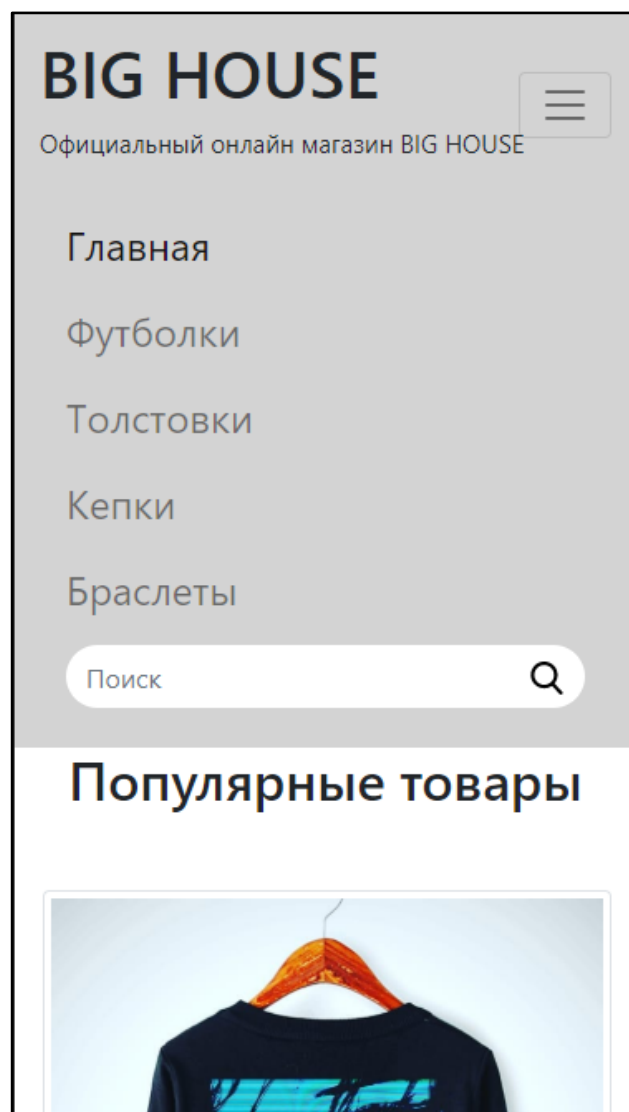 BIG HOUSE
Официальный онлайн магазин BIG HOUSE
Главная
Футболки
Толстовки
Кепки
Браслеты
Поиск
Популярные товары